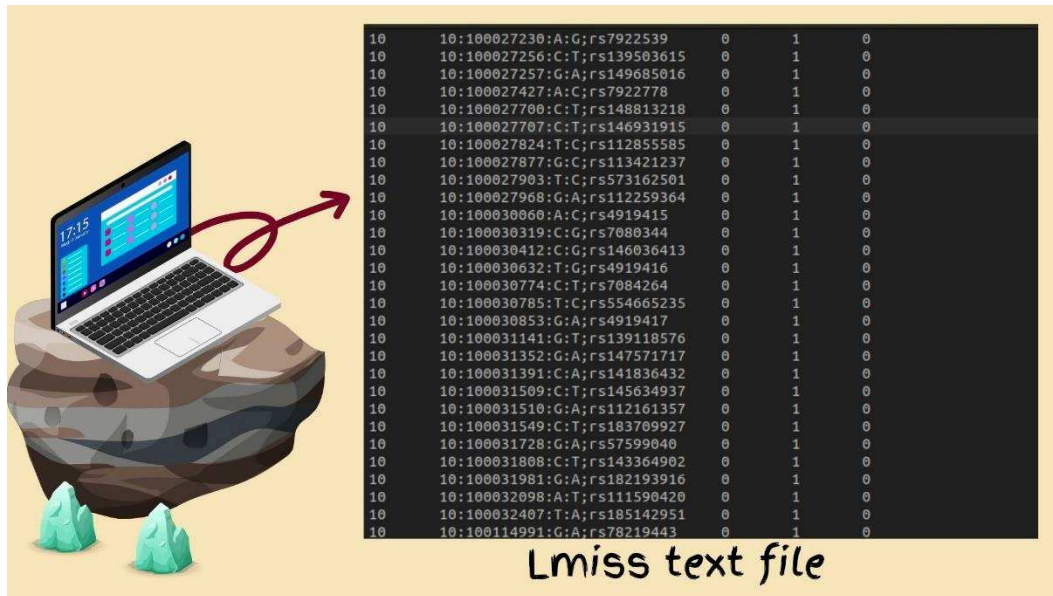 10 10:100027230:A:G;rs7922539 0 1 0
10 10:100027256:C:T;rs139503615 0 1 0
10 10:100027257:G:A;rs149685016 0 1 0
10 10:100027427:A:C;rs7922778 0 1 0
10 10:100027700:C:T;rs148813218 0 1 0
10 10:100027707:C:T;rs146931915 0 1 0
10 10:100027824:T:C;rs112855585 0 1 0
10 10:100027877:G:C;rs113421237 0 1 0
10 10:100027903:T:C;rs573162501 0 1 0
10 10:100027968:G:A;rs112259364 0 1 0
10 10:100030060:A:C;rs4919415 0 1 0
10 10:100030319:C:G;rs7080344 0 1 0
10 10:100030412:C:G;rs146036413 0 1 0
10 10:100030632:T:G;rs4919416 0 1 0
10 10:100030774:C:T;rs7084264 0 1 0
10 10:100030785:T:C;rs554665235 0 1 0
10 10:100030853:G:A;rs4919417 0 1 0
10 10:100031141:G:T;rs139118576 0 1 0
10 10:100031352:G:A;rs147571717 0 1 0
10 10:100031391:C:A;rs141836432 0 1 0
10 10:100031509:C:T;rs145634937 0 1 0
10 10:100031510:G:A;rs112161357 0 1 0
10 10:100031549:C:T;rs183709927 0 1 0
10 10:100031728:G:A;rs57599040 0 1 0
10 10:100031808:C:T;rs143364902 0 1 0
10 10:100031981:G:A;rs182193916 0 1 0
10 10:100032098:A:T;rs111590420 0 1 0
10 10:100032407:T:A;rs185142951 0 1 0
10 10:100114991:G:A;rs78219443 0 1 0
17:15
Lmiss text file